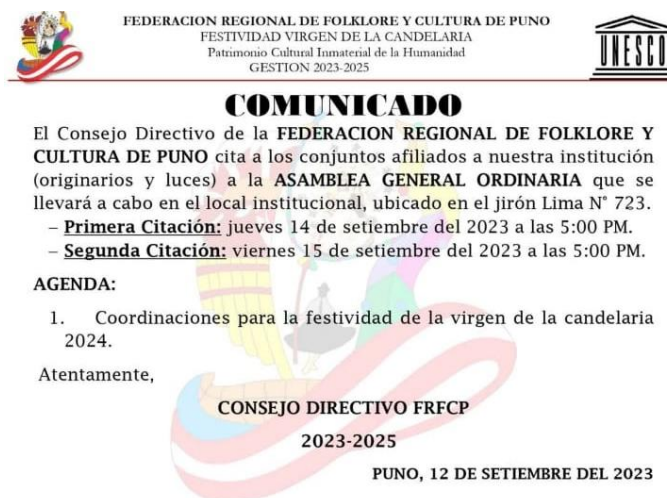 FEDERACION REGIONAL DE FOLKLORE Y CULTURA DE PUNO
FESTIVIDAD VIRGEN DE LA CANDELARIA
Patrimonio Cultural Inmaterial de la Humanidad
GESTION 2023-2025
UNESCO
COMUNICADO
El Consejo Directivo de la FEDERACION REGIONAL DE FOLKLORE Y
CULTURA DE PUNO cita a los conjuntos afiliados a nuestra institución
(originarios y luces) a la ASAMBLEA GENERAL ORDINARIA que se
llevará a cabo en el local institucional, ubicado en el jirón Lima N° 723.
– Primera Citación: jueves 14 de setiembre del 2023 a las 5:00 PM.
– Segunda Citación: viernes 15 de setiembre del 2023 a las 5:00 PM.
AGENDA:
1. Coordinaciones para la festividad de la virgen de la candelaria
2024.
Atentamente,
CONSEJO DIRECTIVO FRFCP
2023-2025
PUNO, 12 DE SETIEMBRE DEL 2023